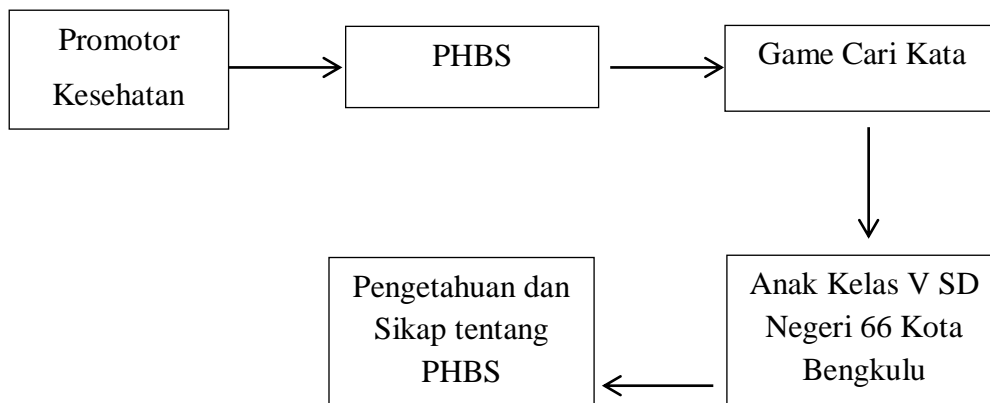 Promotor
Kesehatan
PHBS
Game Cari Kata
Anak Kelas V SD
Negeri 66 Kota
Bengkulu
Pengetahuan dan
Sikap tentang
PHBS